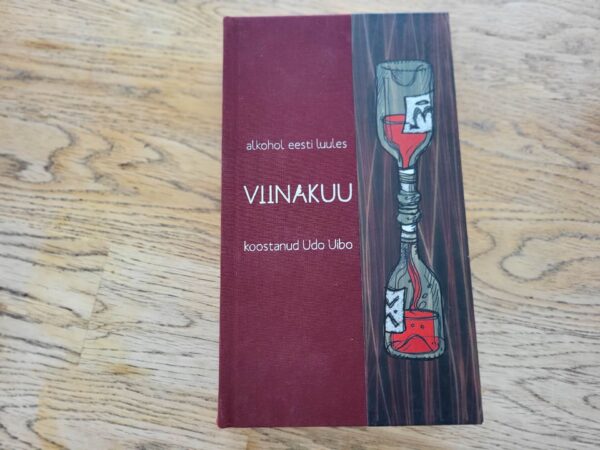 alkohol eesti luules
VIINAKUU
koostanud Udo Uibo